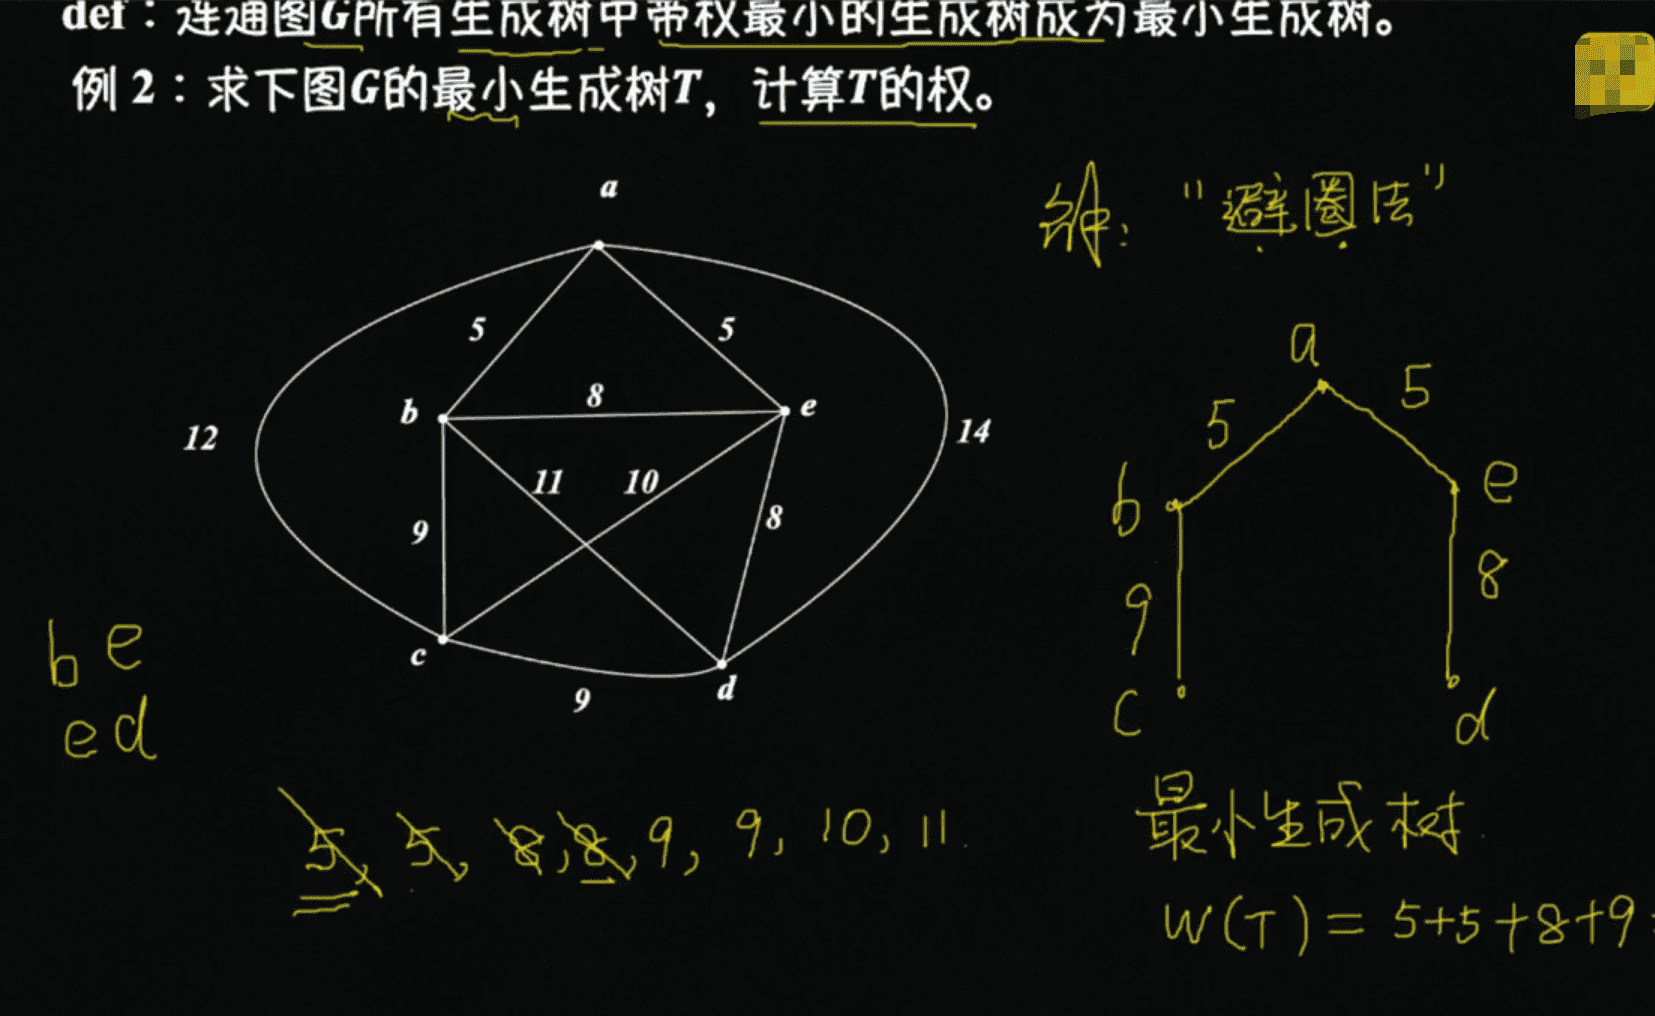 def：连通图G所有生成树中带权最小的生成树成为最小生成树。
例 2：求下图G的最小生成树T，计算T的权。
解："避圈法"
a
5
5
b
8
e
12
14
11
10
9
8
c
9
d
a
5
5
b
e
9
8
c
d
b e
e d
5, 5, 8, 8, 9, 9, 10, 11
最小生成树
W(T) = 5+5+8+9